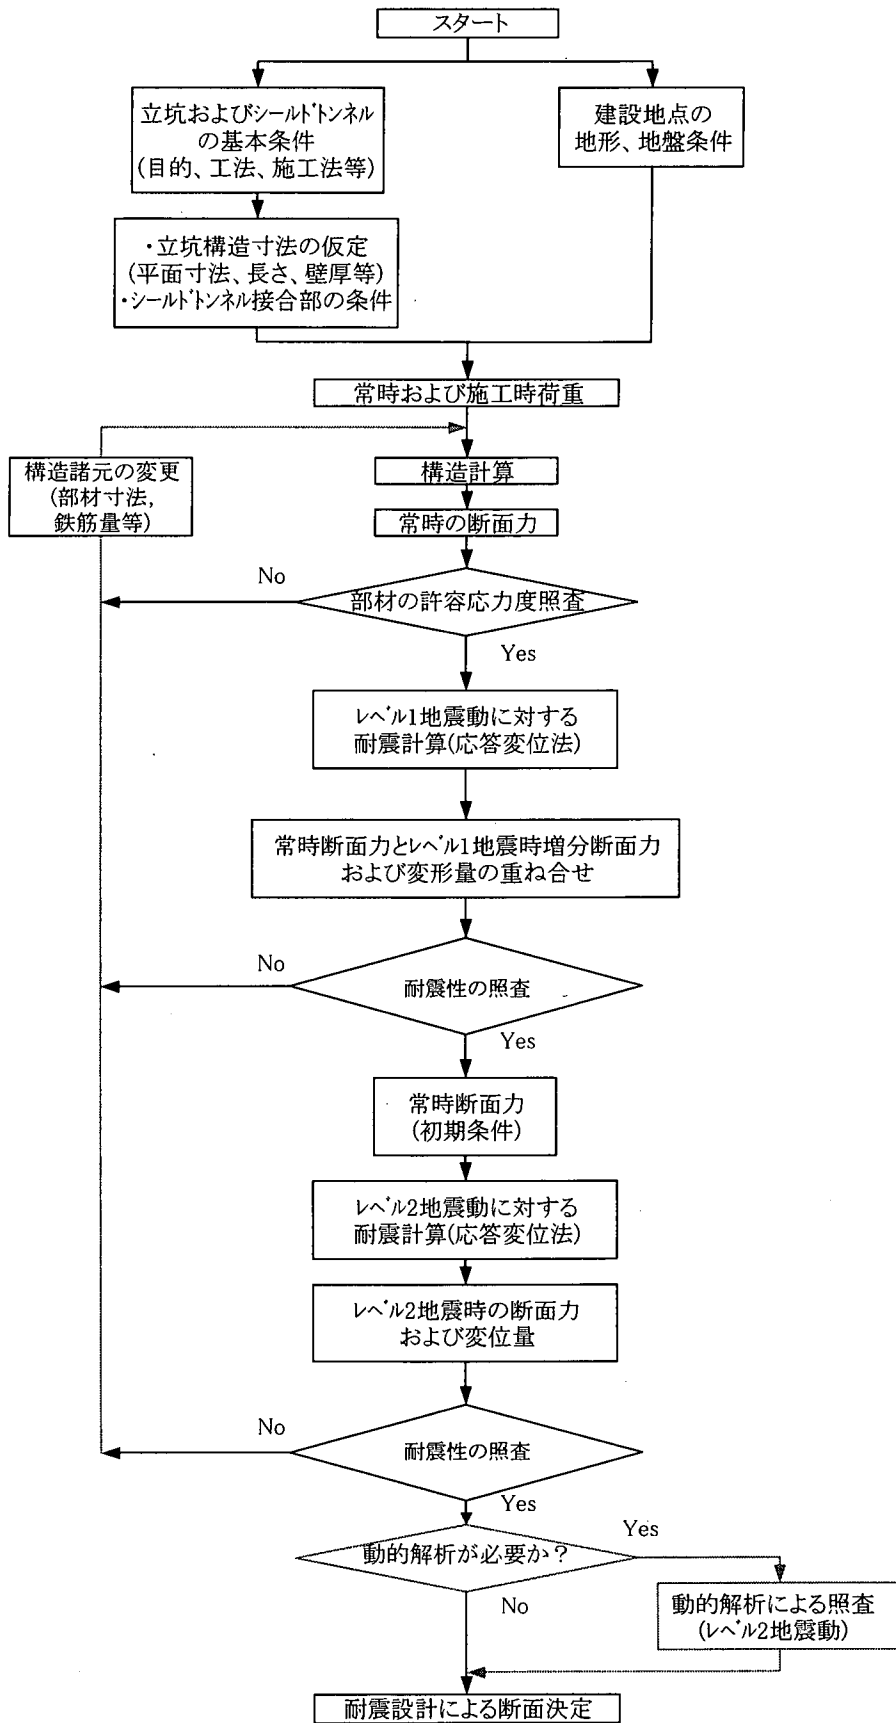 スタート
立坑およびシールドトンネル
の基本条件
(目的、工法、施工法等)
建設地点の
地形、地盤条件
・立坑構造寸法の仮定
(平面寸法、長さ、壁厚等)
・シールドトンネル接合部の条件
常時および施工時荷重
構造諸元の変更
(部材寸法,
鉄筋量等)
構造計算
常時の断面力
No
部材の許容応力度照査
Yes
レベル1地震動に対する
耐震計算(応答変位法)
常時断面力とレベル1地震時増分断面力
および変形量の重ね合せ
No
耐震性の照査
Yes
常時断面力
(初期条件)
レベル2地震動に対する
耐震計算(応答変位法)
レベル2地震時の断面力
および変位量
No
耐震性の照査
Yes
動的解析が必要か?
Yes
No
動的解析による照査
(レベル2地震動)
耐震設計による断面決定